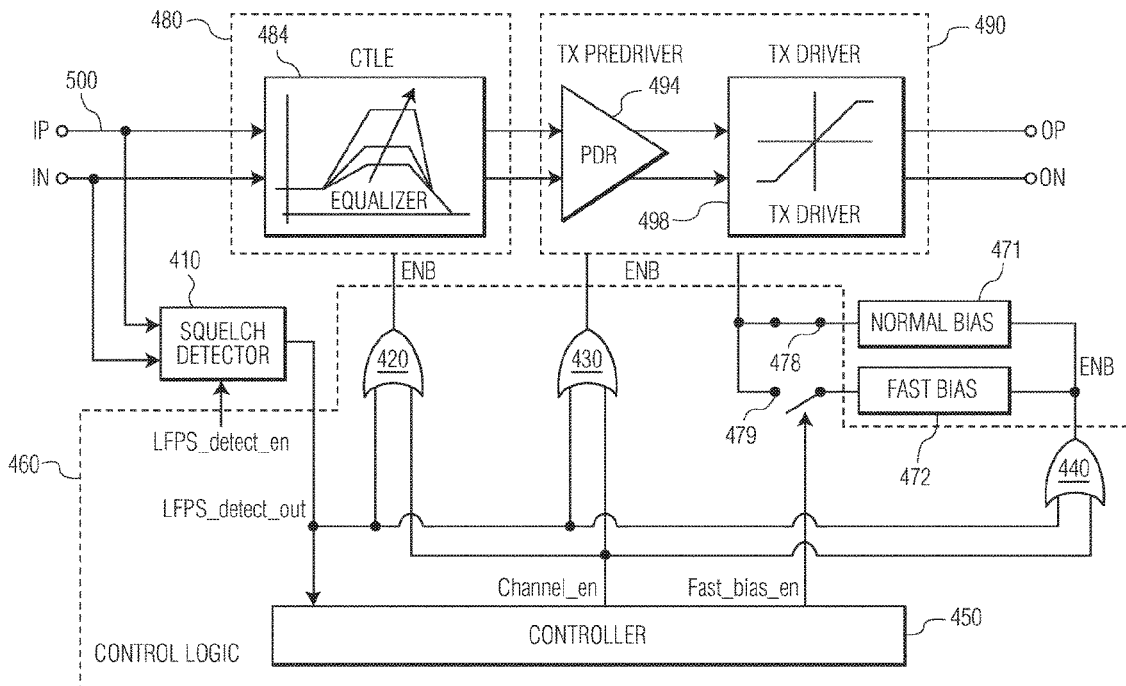 480
484
CTLE
TX PREDRIVER
TX DRIVER
490
500
494
IP
IN
EQUALIZER
PDR
OP
ON
498
TX DRIVER
410
SQUELCH
DETECTOR
ENB
ENB
471
NORMAL BIAS
420
430
478
ENB
FAST BIAS
479
472
440
LFPS_detect_en
460
LFPS_detect_out
Channel_en
Fast_bias_en
CONTROLLER
450
CONTROL LOGIC